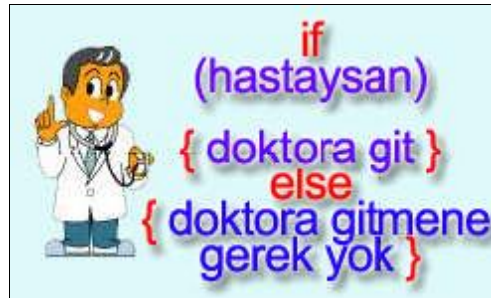 if
(hastaysan)
{ doktora git }
else
{ doktora gitmene
gerek yok }